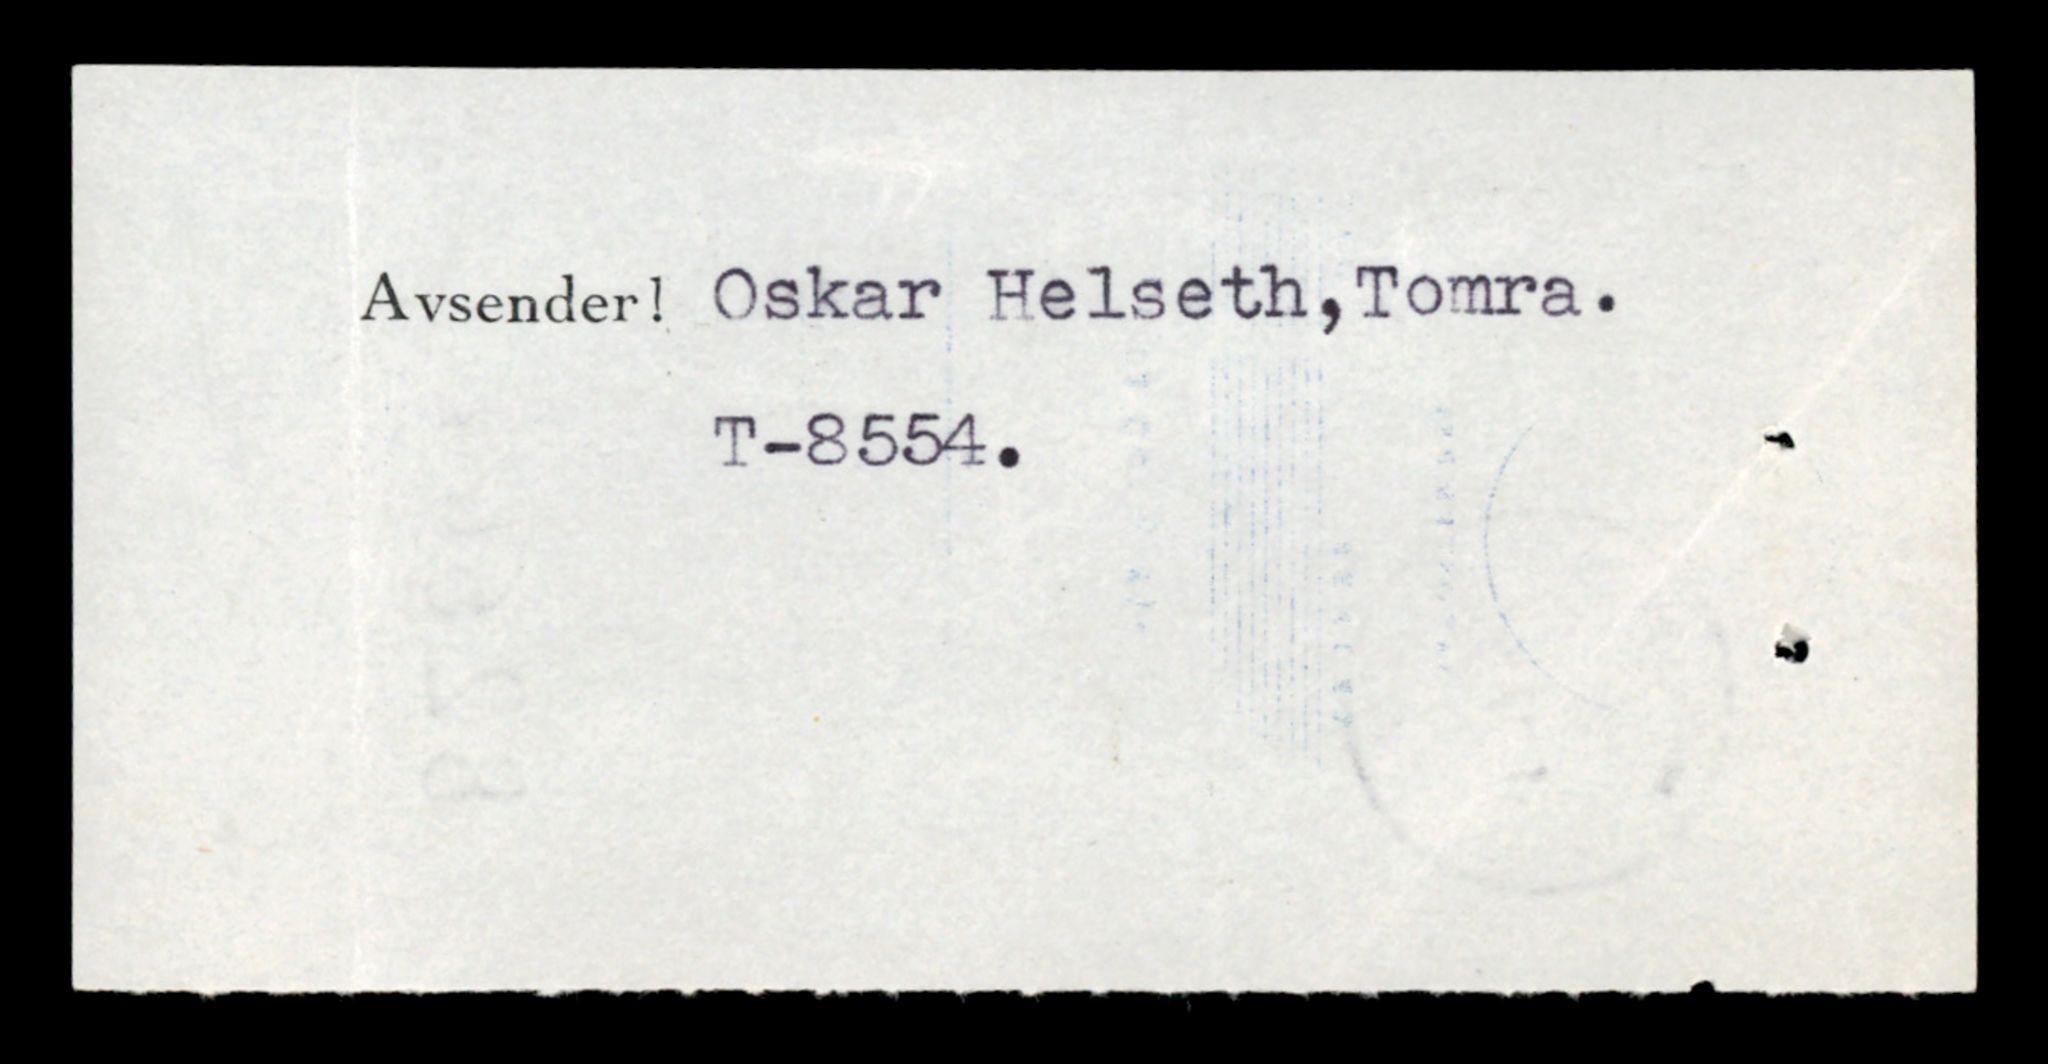 Avsender! Oskar Helseth,Tomra.
T-8554.